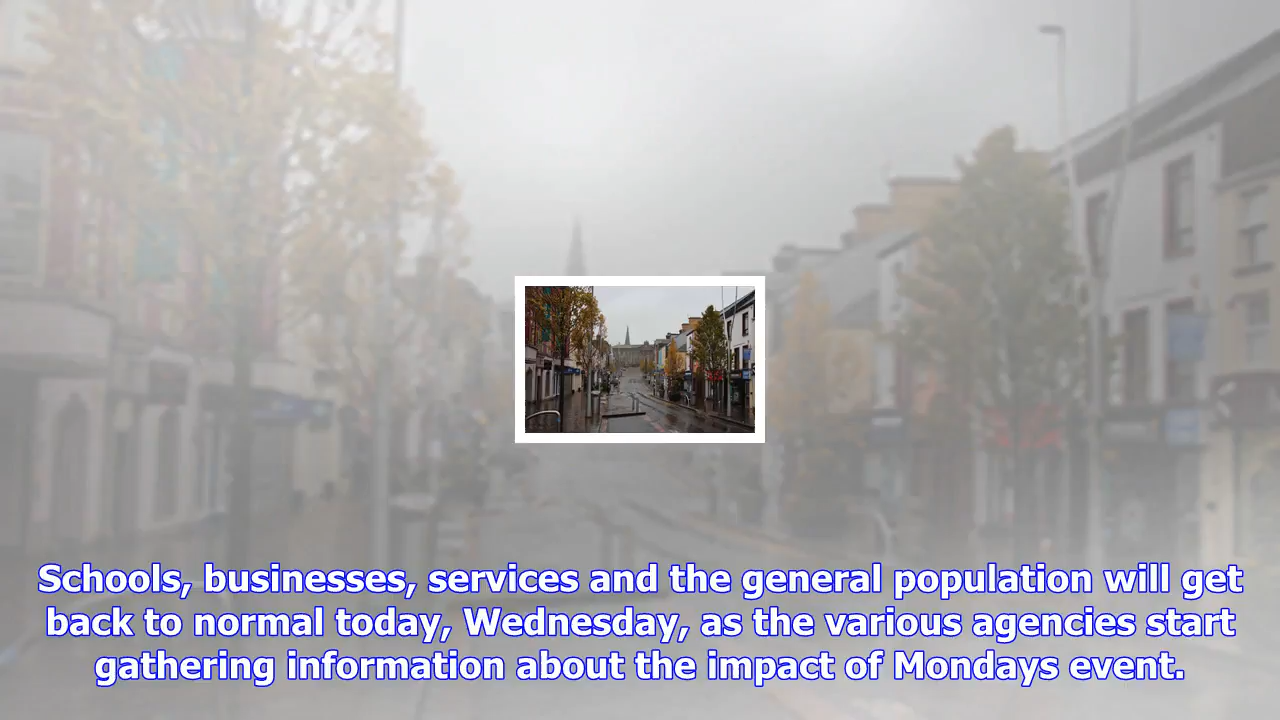 Schools, businesses, services and the general population will get
back to normal today, Wednesday, as the various agencies start
gathering information about the impact of Mondays event.